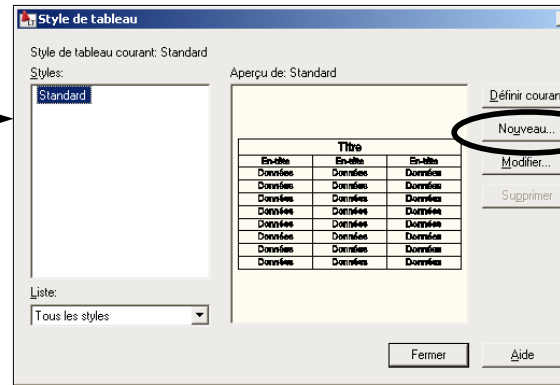 Style de tableau
Style de tableau courant: Standard
Styles:
Standard
Aperçu de: Standard
Titre
En-tête En-tête En-tête
Données Données Données
Données Données Données
Données Données Données
Données Données Données
Données Données Données
Données Données Données
Données Données Données
Données Données Données
Définir couran
Nouveau...
Modifier...
Supprimer
Liste:
Tous les styles
Fermer
Aide